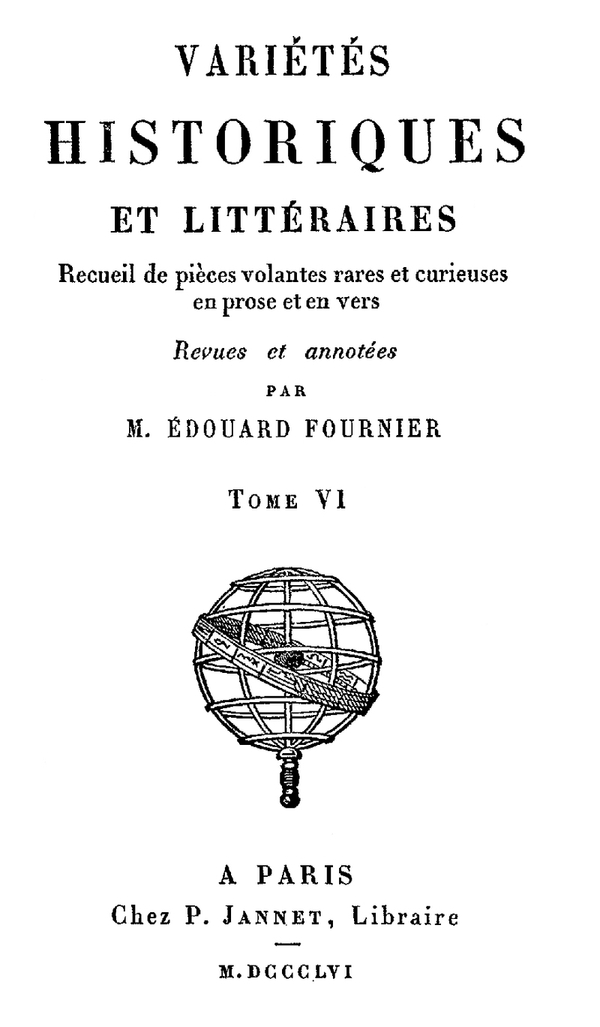 VARIÉTÉS
HISTORIQUES
ET LITTÉRAIRES
Recueil de pièces volantes rares et curieuses
en prose et en vers
Revues et annotées
PAR
M. ÉDOUARD FOURNIER
TOME VI
A PARIS
Chez P. JANNET, Libraire
M.DCCCLVI